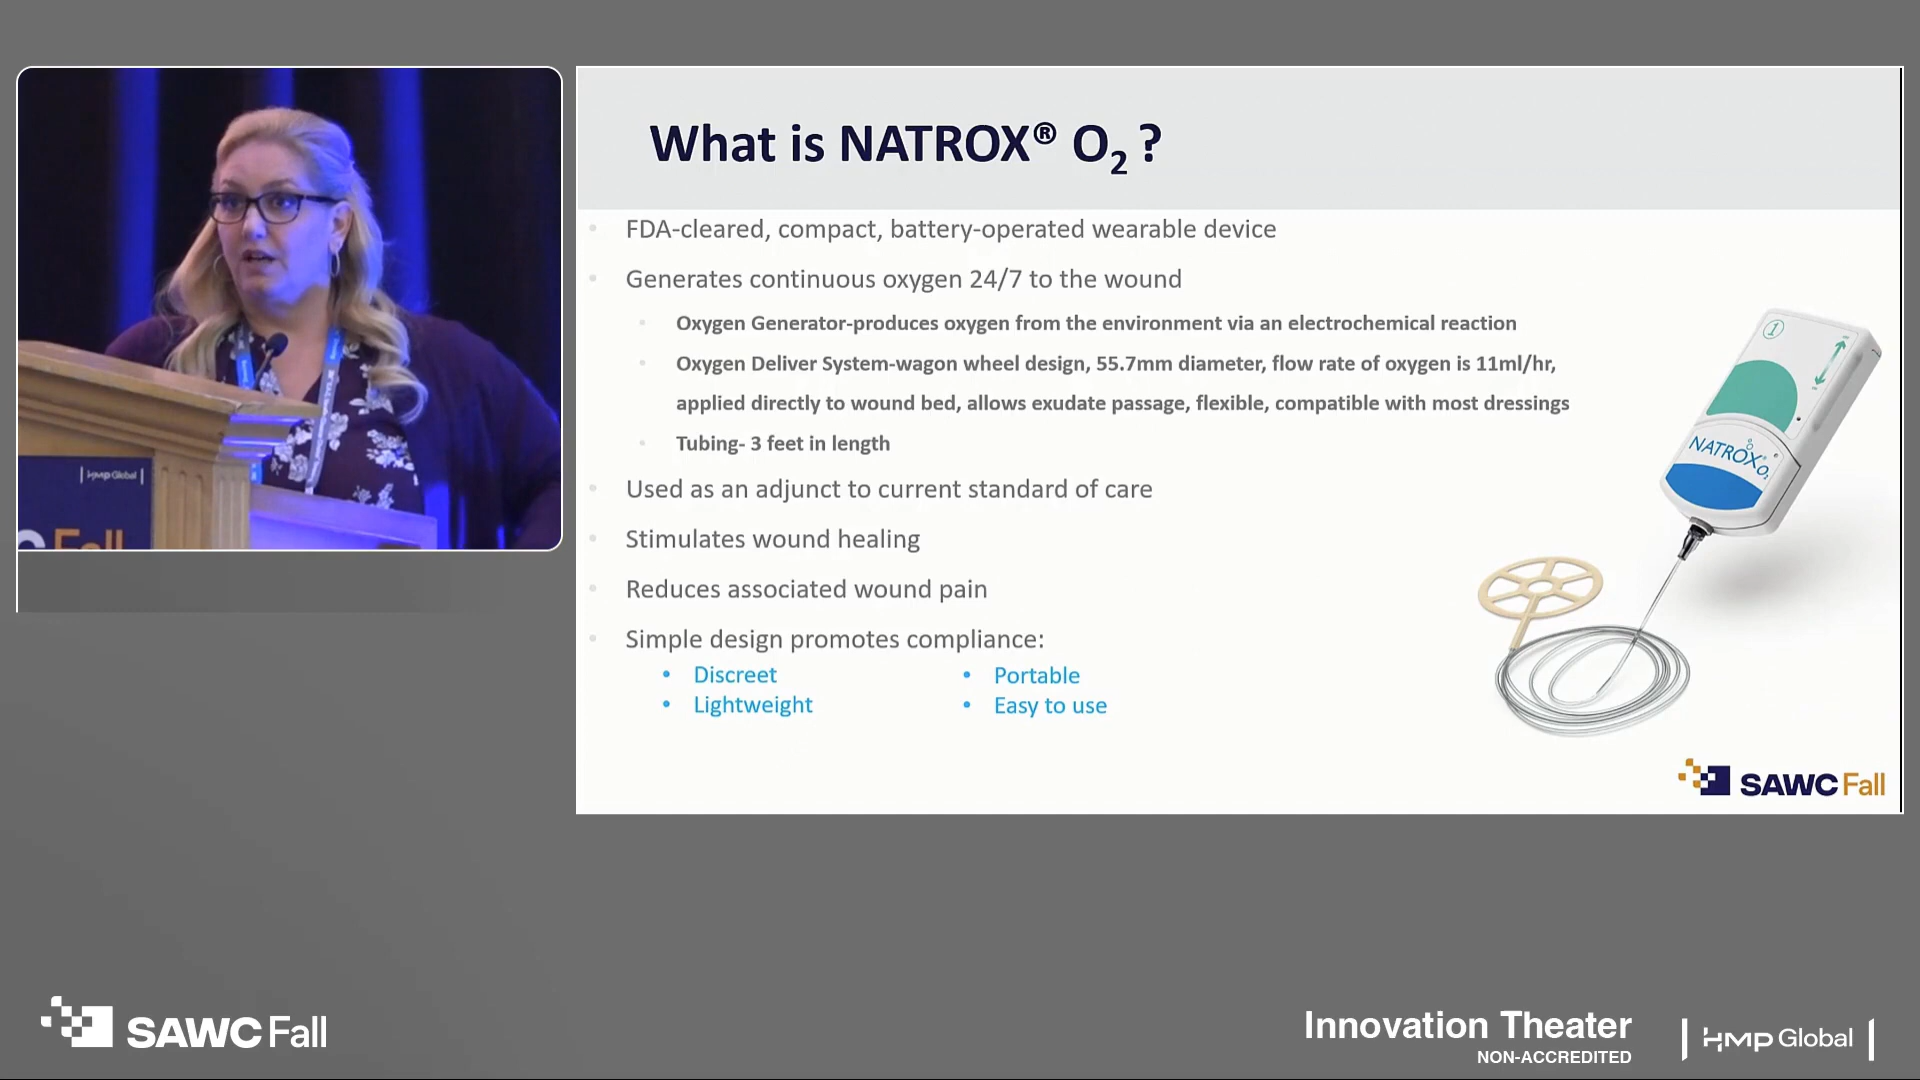 What is NATROX® O₂ ?
FDA-cleared, compact, battery-operated wearable device
Generates continuous oxygen 24/7 to the wound
Oxygen Generator-produces oxygen from the environment via an electrochemical reaction
Oxygen Deliver System-wagon wheel design, 55.7mm diameter, flow rate of oxygen is 11ml/hr,
applied directly to wound bed, allows exudate passage, flexible, compatible with most dressings
Tubing- 3 feet in length
Used as an adjunct to current standard of care
Stimulates wound healing
Reduces associated wound pain
Simple design promotes compliance:
Discreet
Lightweight
Portable
Easy to use
1
NATROX O₂
SAWC Fall
HMP Global
C Fall
SAWC Fall
Innovation Theater
NON-ACCREDITED
HMP Global